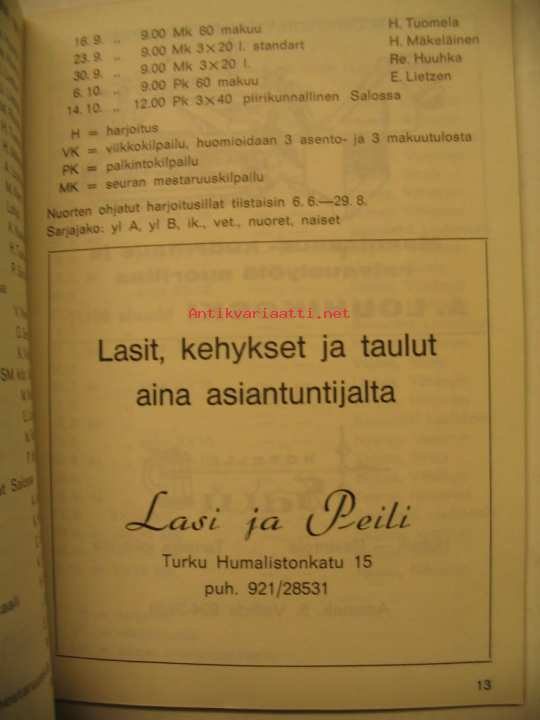 16. 9. „ 9.00 Mk 60 makuu H. Tuomela
23. 9. „ 9.00 Mk 3×20 l. standart H. Mäkeläinen
30. 9. „ 9.00 Mk 3×20 l. Re. Huuhka
6. 10. „ 9.00 Pk 60 makuu E. Lietzen
14. 10. „ 12.00 Pk 3×40 piirikunnallinen Salossa
H = harjoitus
VK = viikkokilpailu, huomioidaan 3 asento- ja 3 makuutulosta
PK = palkintokilpailu
MK = seuran mestaruuskilpailu
Nuorten ohjatut harjoitusillat tiistaisin 6. 6.—29. 8.
Sarjajako: yl A, yl B, ik., vet., nuoret, naiset
Antikvariaatti.net
Lasit, kehykset ja taulut
aina asiantuntijalta
Lasi ja Peili
Turku Humalistonkatu 15
puh. 921/28531
13